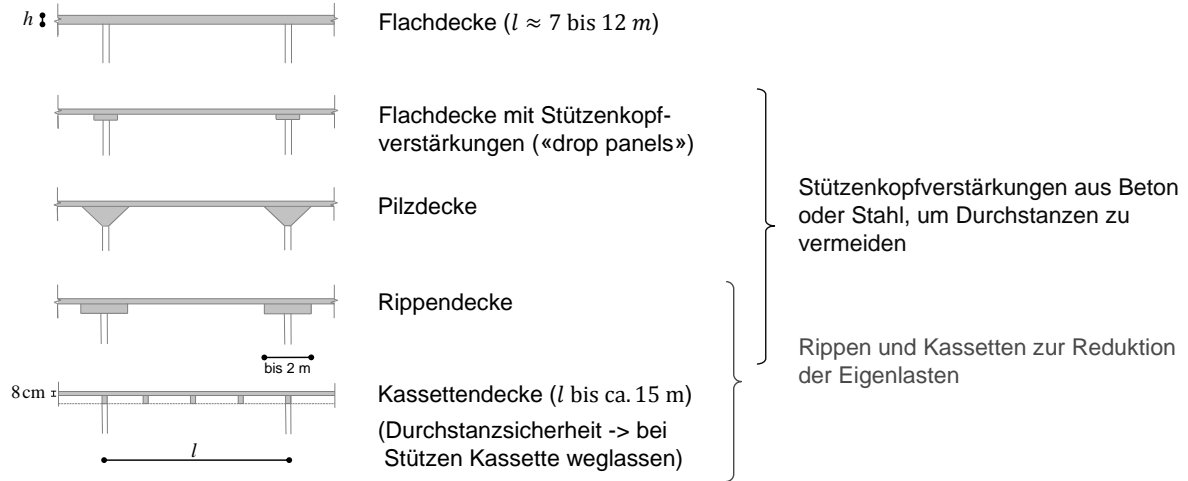 h
Flachdecke (l ≈ 7 bis 12 m)
Flachdecke mit Stützenkopf-
verstärkungen («drop panels»)
Pilzdecke
Stützenkopfverstärkungen aus Beton
oder Stahl, um Durchstanzen zu
vermeiden
Rippendecke
bis 2 m
Rippen und Kassetten zur Reduktion
der Eigenlasten
8 cm
Kassettendecke (l bis ca. 15 m)
(Durchstanzsicherheit -> bei
Stützen Kassette weglassen)
l